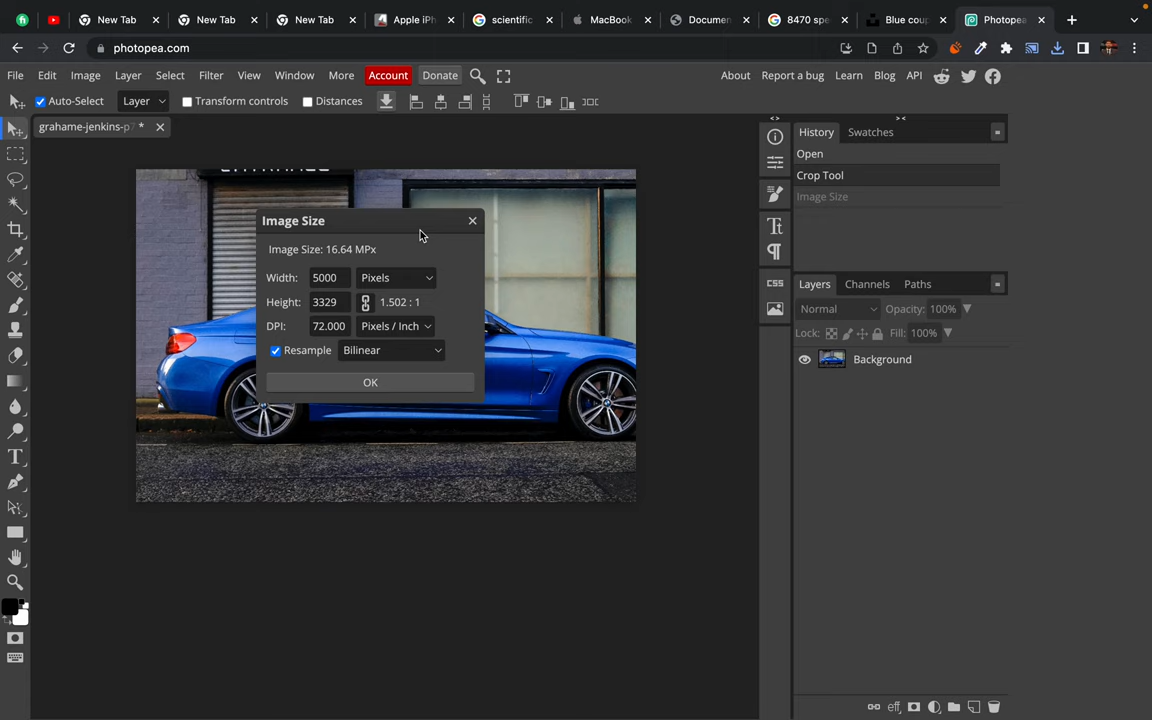 New Tab
New Tab
New Tab
Apple iPh
scientific
MacBook
Documen
8470 spe
Blue coup
Photopea
photopea.com
File Edit Image Layer Select Filter View Window More Account Donate
About Report a bug Learn Blog API
Auto-Select Layer Transform controls Distances
grahame-jenkins-p7 *
History Swatches
Open
Crop Tool
Image Size
Image Size
Image Size: 16.64 MPx
Width: 5000 Pixels
Height: 3329 1.502 : 1
DPI: 72.000 Pixels / Inch
Resample Bilinear
OK
CSS
Layers Channels Paths
Normal Opacity: 100%
Lock: Fill: 100%
Background
eff